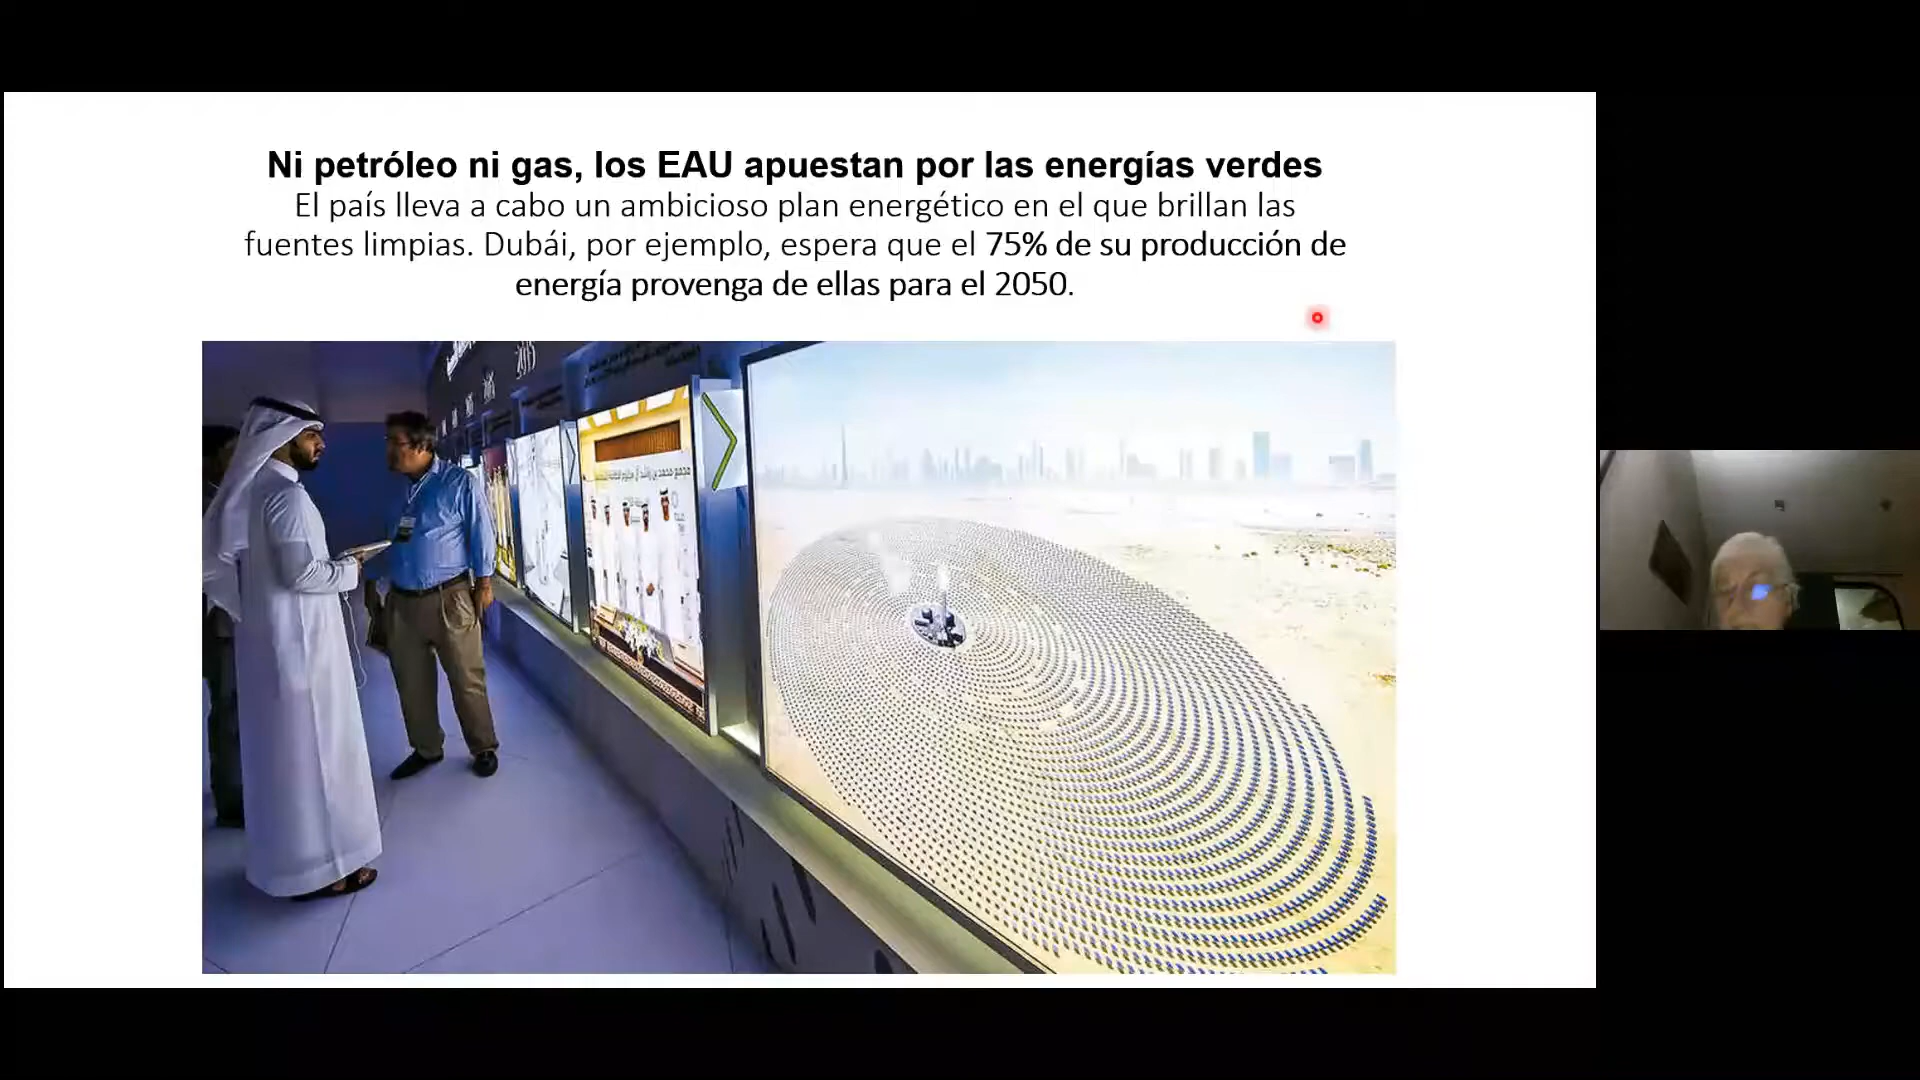 Ni petróleo ni gas, los EAU apuestan por las energías verdes
El país lleva a cabo un ambicioso plan energético en el que brillan las
fuentes limpias. Dubái, por ejemplo, espera que el 75% de su producción de
energía provenga de ellas para el 2050.